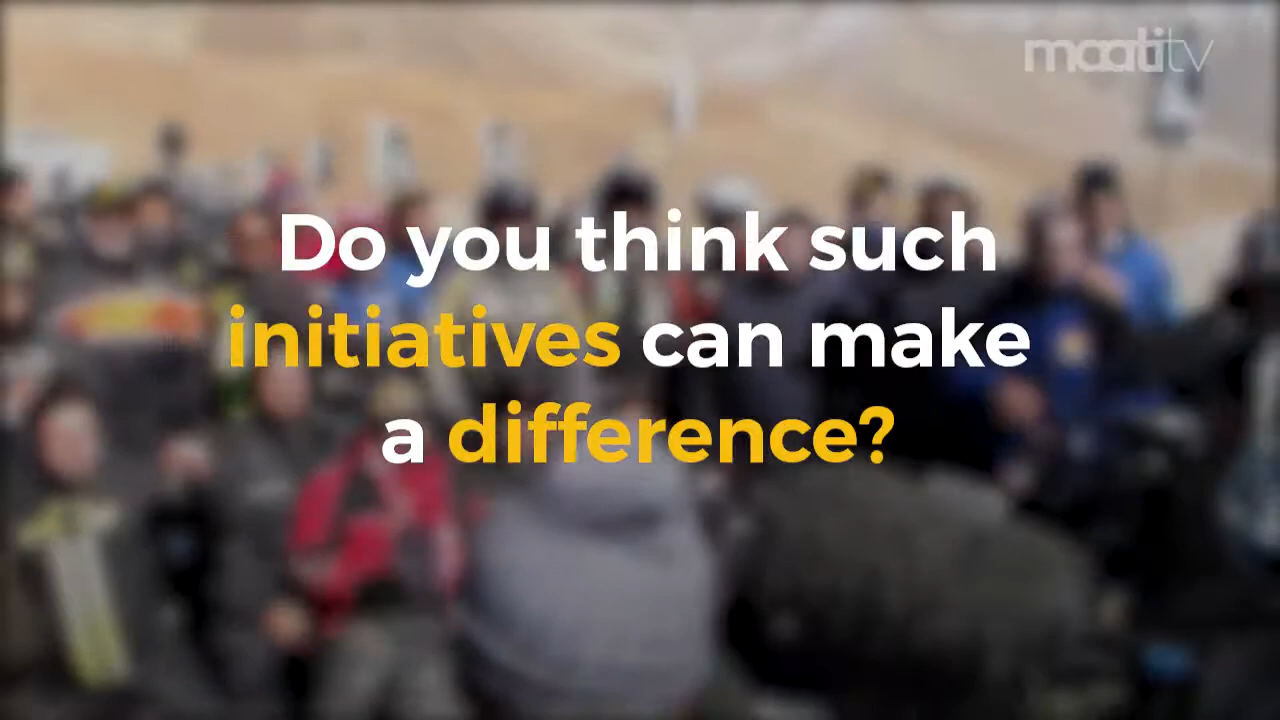 maatitv
Do you think such
initiatives can make
a difference?